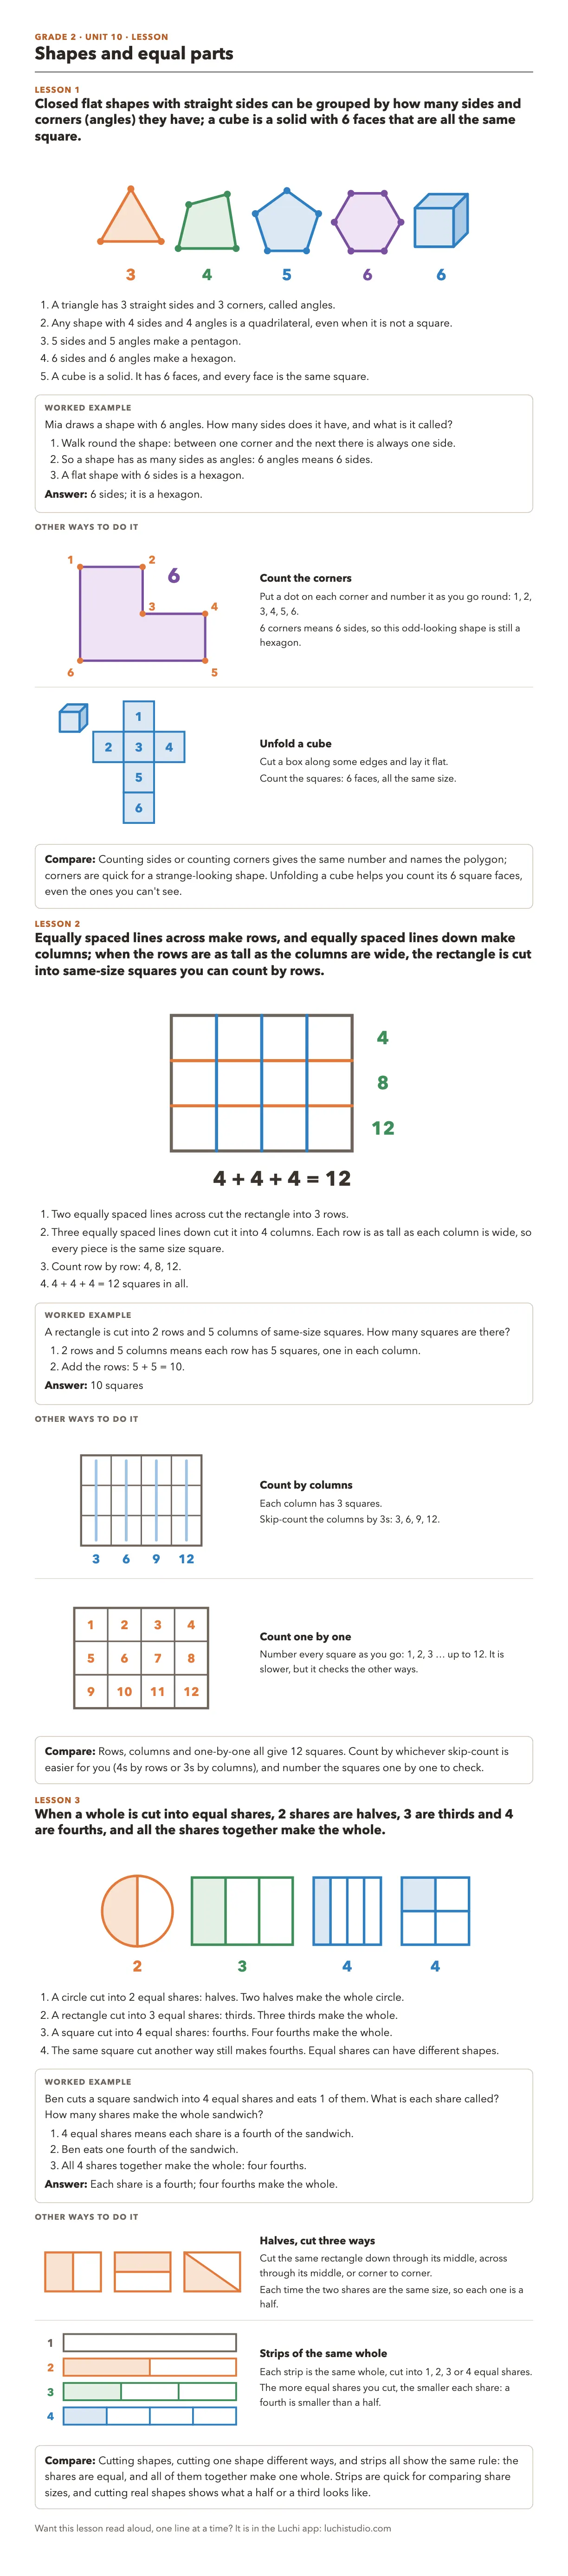 GRADE 2 · UNIT 10 · LESSON
Shapes and equal parts
LESSON 1
Closed flat shapes with straight sides can be grouped by how many sides and
corners (angles) they have; a cube is a solid with 6 faces that are all the same
square.
3 4 5 6 6
1. A triangle has 3 straight sides and 3 corners, called angles.
2. Any shape with 4 sides and 4 angles is a quadrilateral, even when it is not a square.
3. 5 sides and 5 angles make a pentagon.
4. 6 sides and 6 angles make a hexagon.
5. A cube is a solid. It has 6 faces, and every face is the same square.
WORKED EXAMPLE
Mia draws a shape with 6 angles. How many sides does it have, and what is it called?
1. Walk round the shape: between one corner and the next there is always one side.
2. So a shape has as many sides as angles: 6 angles means 6 sides.
3. A flat shape with 6 sides is a hexagon.
Answer: 6 sides; it is a hexagon.
OTHER WAYS TO DO IT
1 2
6
3 4
6 5
Count the corners
Put a dot on each corner and number it as you go round: 1, 2,
3, 4, 5, 6.
6 corners means 6 sides, so this odd-looking shape is still a
hexagon.
1
2 3 4
5
6
Unfold a cube
Cut a box along some edges and lay it flat.
Count the squares: 6 faces, all the same size.
Compare: Counting sides or counting corners gives the same number and names the polygon;
corners are quick for a strange-looking shape. Unfolding a cube helps you count its 6 square faces,
even the ones you can't see.
LESSON 2
Equally spaced lines across make rows, and equally spaced lines down make
columns; when the rows are as tall as the columns are wide, the rectangle is cut
into same-size squares you can count by rows.
4
8
12
4 + 4 + 4 = 12
1. Two equally spaced lines across cut the rectangle into 3 rows.
2. Three equally spaced lines down cut it into 4 columns. Each row is as tall as each column is wide, so
every piece is the same size square.
3. Count row by row: 4, 8, 12.
4. 4 + 4 + 4 = 12 squares in all.
WORKED EXAMPLE
A rectangle is cut into 2 rows and 5 columns of same-size squares. How many squares are there?
1. 2 rows and 5 columns means each row has 5 squares, one in each column.
2. Add the rows: 5 + 5 = 10.
Answer: 10 squares
OTHER WAYS TO DO IT
3 6 9 12
Count by columns
Each column has 3 squares.
Skip-count the columns by 3s: 3, 6, 9, 12.
1 2 3 4
5 6 7 8
9 10 11 12
Count one by one
Number every square as you go: 1, 2, 3 … up to 12. It is
slower, but it checks the other ways.
Compare: Rows, columns and one-by-one all give 12 squares. Count by whichever skip-count is
easier for you (4s by rows or 3s by columns), and number the squares one by one to check.
LESSON 3
When a whole is cut into equal shares, 2 shares are halves, 3 are thirds and 4
are fourths, and all the shares together make the whole.
2 3 4 4
1. A circle cut into 2 equal shares: halves. Two halves make the whole circle.
2. A rectangle cut into 3 equal shares: thirds. Three thirds make the whole.
3. A square cut into 4 equal shares: fourths. Four fourths make the whole.
4. The same square cut another way still makes fourths. Equal shares can have different shapes.
WORKED EXAMPLE
Ben cuts a square sandwich into 4 equal shares and eats 1 of them. What is each share called?
How many shares make the whole sandwich?
1. 4 equal shares means each share is a fourth of the sandwich.
2. Ben eats one fourth of the sandwich.
3. All 4 shares together make the whole: four fourths.
Answer: Each share is a fourth; four fourths make the whole.
OTHER WAYS TO DO IT
Halves, cut three ways
Cut the same rectangle down through its middle, across
through its middle, or corner to corner.
Each time the two shares are the same size, so each one is a
half.
1
2
3
4
Strips of the same whole
Each strip is the same whole, cut into 1, 2, 3 or 4 equal shares.
The more equal shares you cut, the smaller each share: a
fourth is smaller than a half.
Compare: Cutting shapes, cutting one shape different ways, and strips all show the same rule: the
shares are equal, and all of them together make one whole. Strips are quick for comparing share
sizes, and cutting real shapes shows what a half or a third looks like.
Want this lesson read aloud, one line at a time? It is in the Luchi app: luchistudio.com